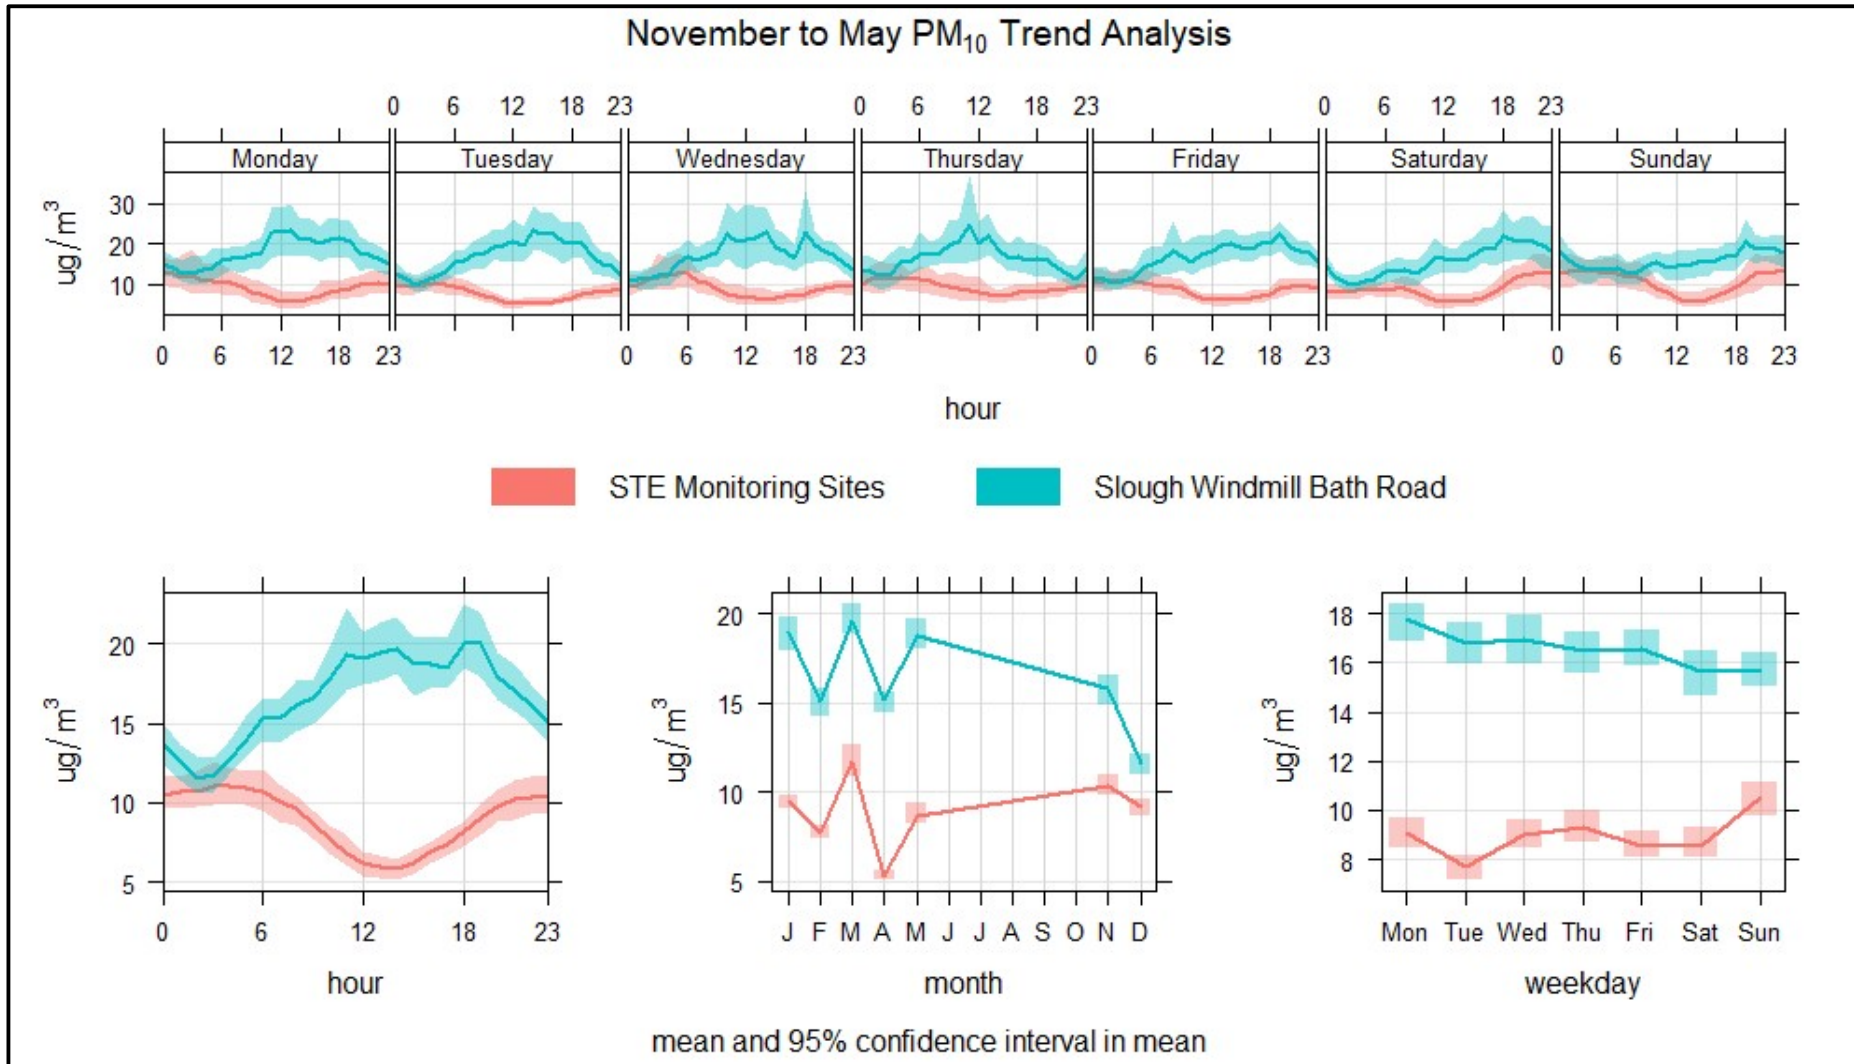 November to May PM₁₀ Trend Analysis
0 6 12 18 23 0 6 12 18 23 0 6 12 18 23
Monday Tuesday Wednesday Thursday Friday Saturday Sunday
30
20
10
ug/m³
0 6 12 18 23 0 6 12 18 23 0 6 12 18 23 0 6 12 18 23
hour
STE Monitoring Sites Slough Windmill Bath Road
20
15
10
5
ug/m³
0 6 12 18 23
hour
20
15
10
5
ug/m³
J F M A M J J A S O N D
month
18
16
14
12
10
8
ug/m³
Mon Tue Wed Thu Fri Sat Sun
weekday
mean and 95% confidence interval in mean